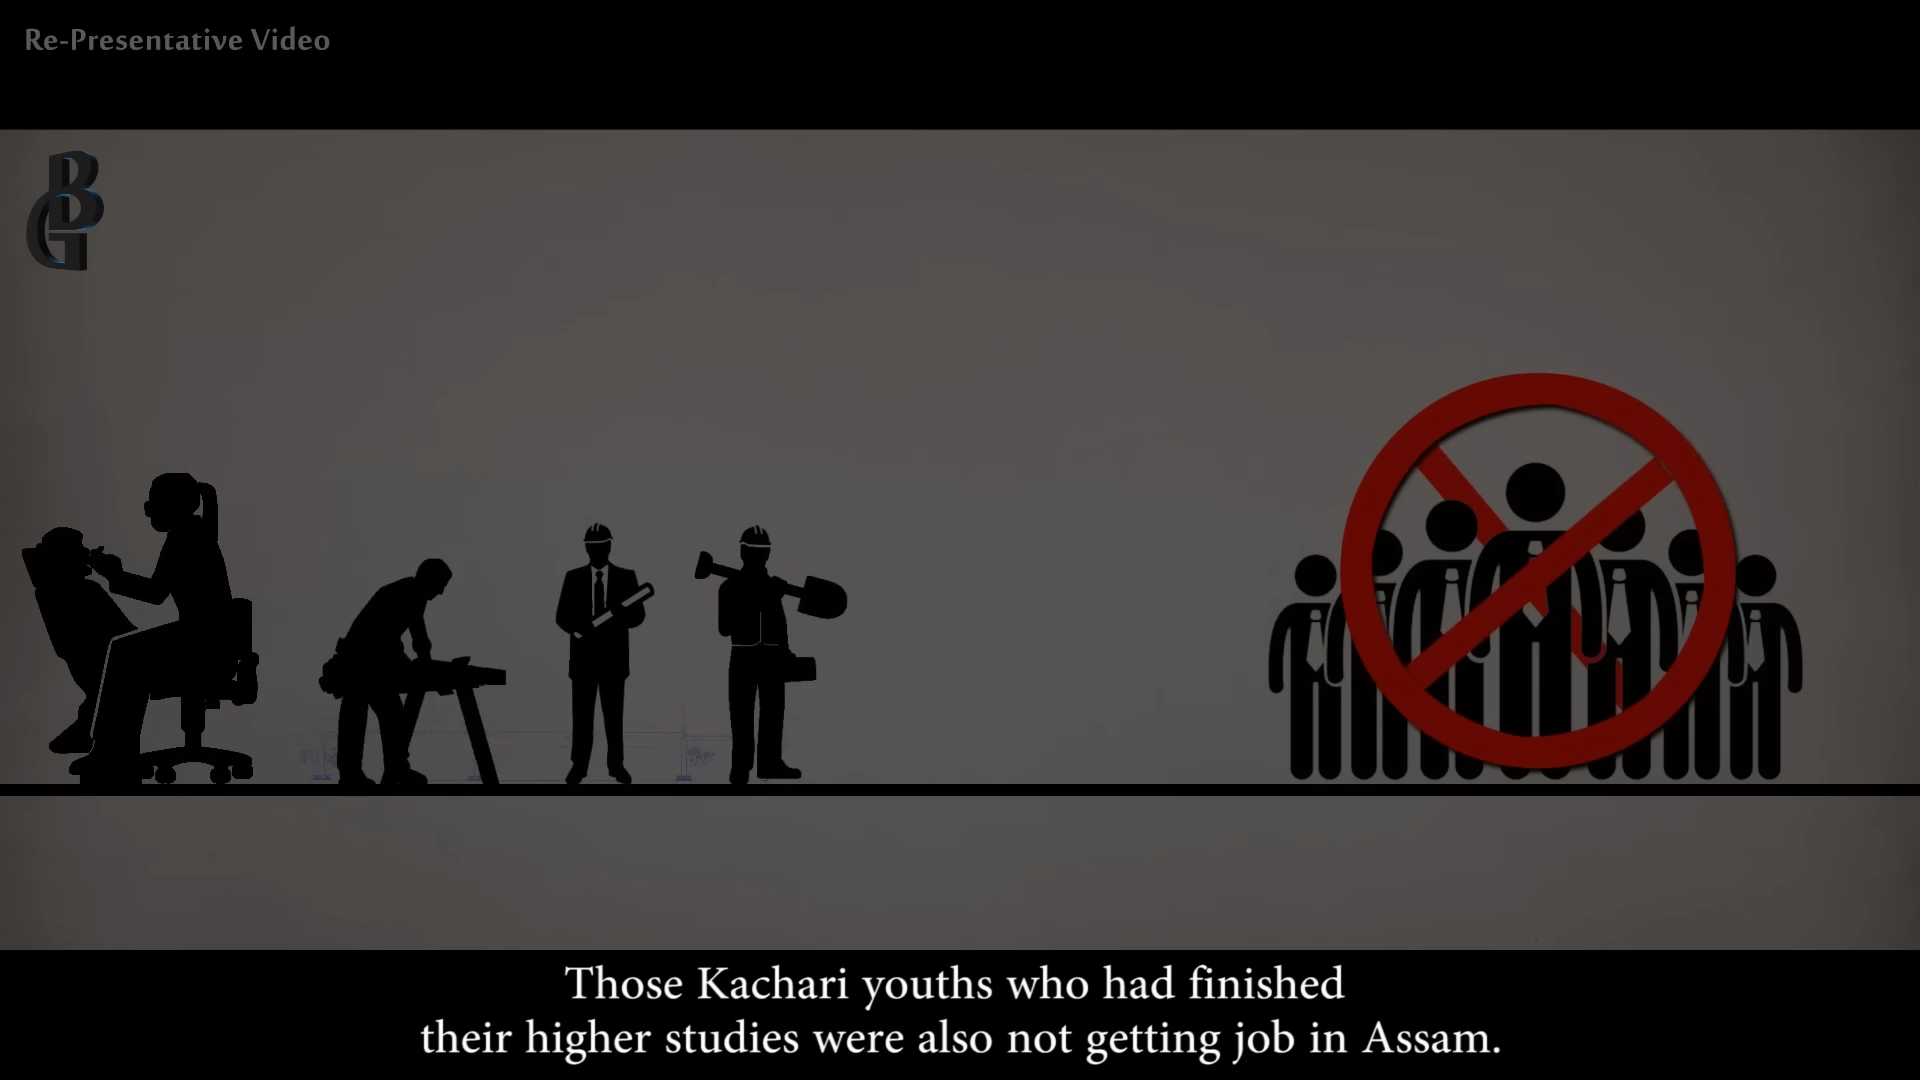 Re-Presentative Video
BG
Those Kachari youths who had finished
their higher studies were also not getting job in Assam.